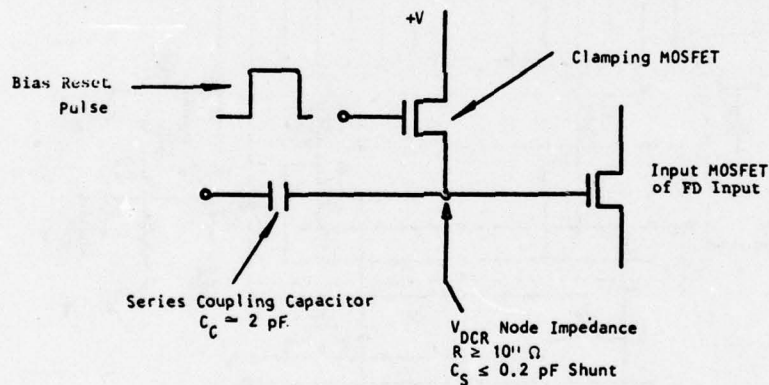 +V
Clamping MOSFET
Bias Reset
Pulse
Input MOSFET
of FD Input
Series Coupling Capacitor
C_C ≃ 2 pF
V_DCR Node Impedance
R ≥ 10¹¹ Ω
C_S ≤ 0.2 pF Shunt